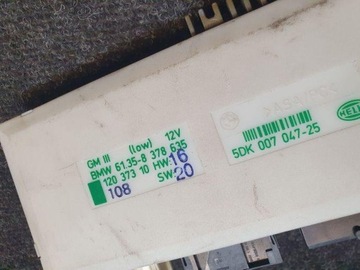 GM III (low) 12V
BMW 61.35-8 378 635
120 373 10 HW: 16
108 SW: 20
5DK 007 047-25
HELL